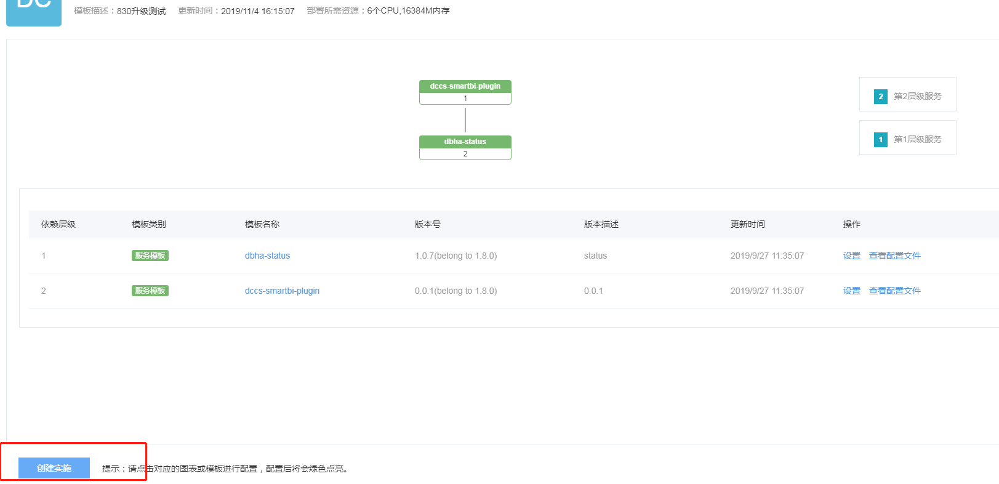 DC
模板描述：830升级测试 更新时间：2019/11/4 16:15:07 部署所需资源：6个CPU,16384M内存
dccs-smartbi-plugin
1
dbha-status
2
2 第2层级服务
1 第1层级服务
依赖层级 模板类别 模板名称 版本号 版本描述 更新时间 操作
1 服务模板 dbha-status 1.0.7(belong to 1.8.0) status 2019/9/27 11:35:07 设置 查看配置文件
2 服务模板 dccs-smartbi-plugin 0.0.1(belong to 1.8.0) 0.0.1 2019/9/27 11:35:07 设置 查看配置文件
创建实施 提示：请点击对应的图表或模板进行配置，配置后将会绿色点亮。